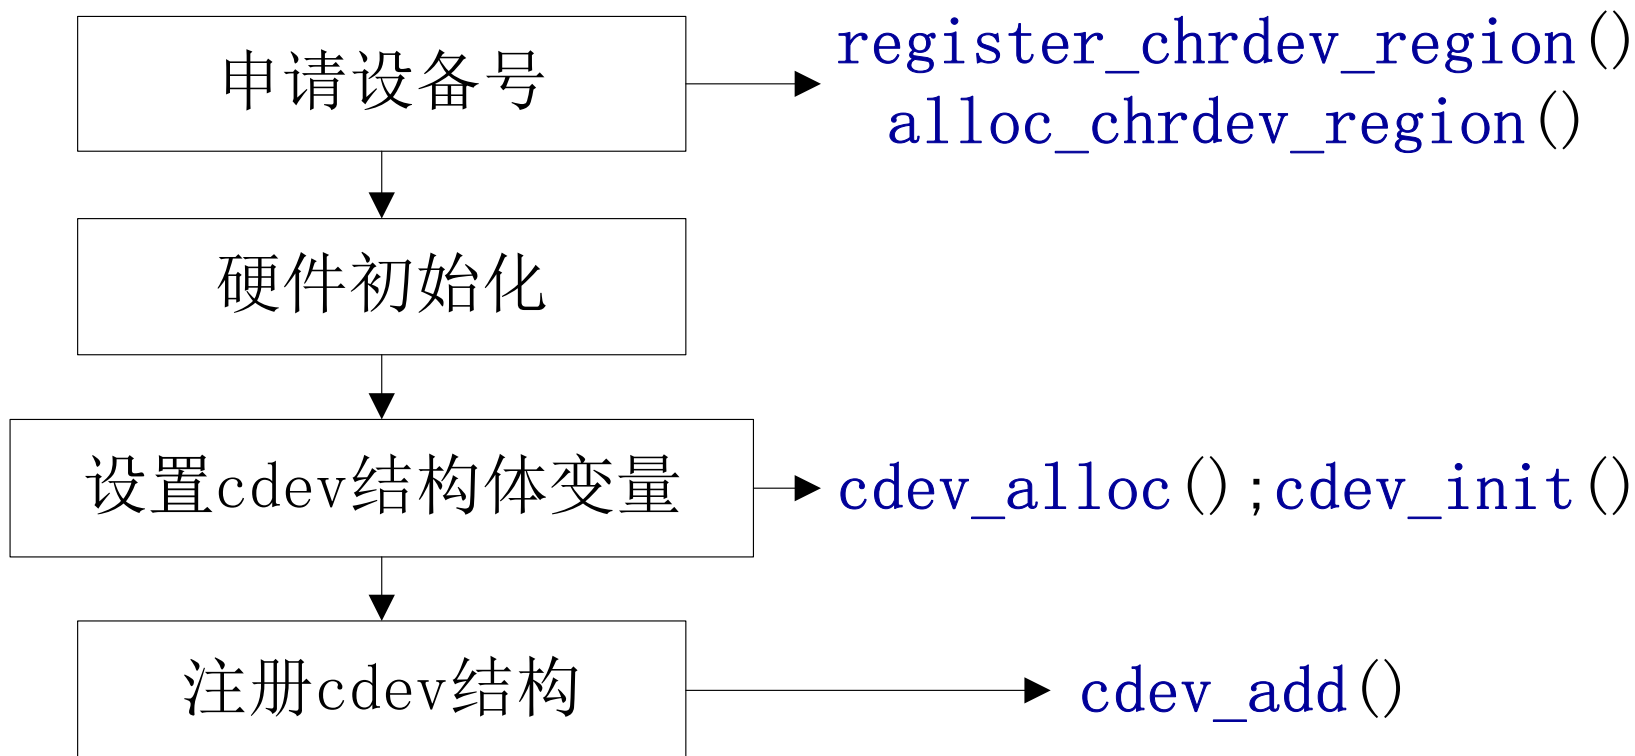 申请设备号
register_chrdev_region()
alloc_chrdev_region()
硬件初始化
设置cdev结构体变量
cdev_alloc();cdev_init()
注册cdev结构
cdev_add()